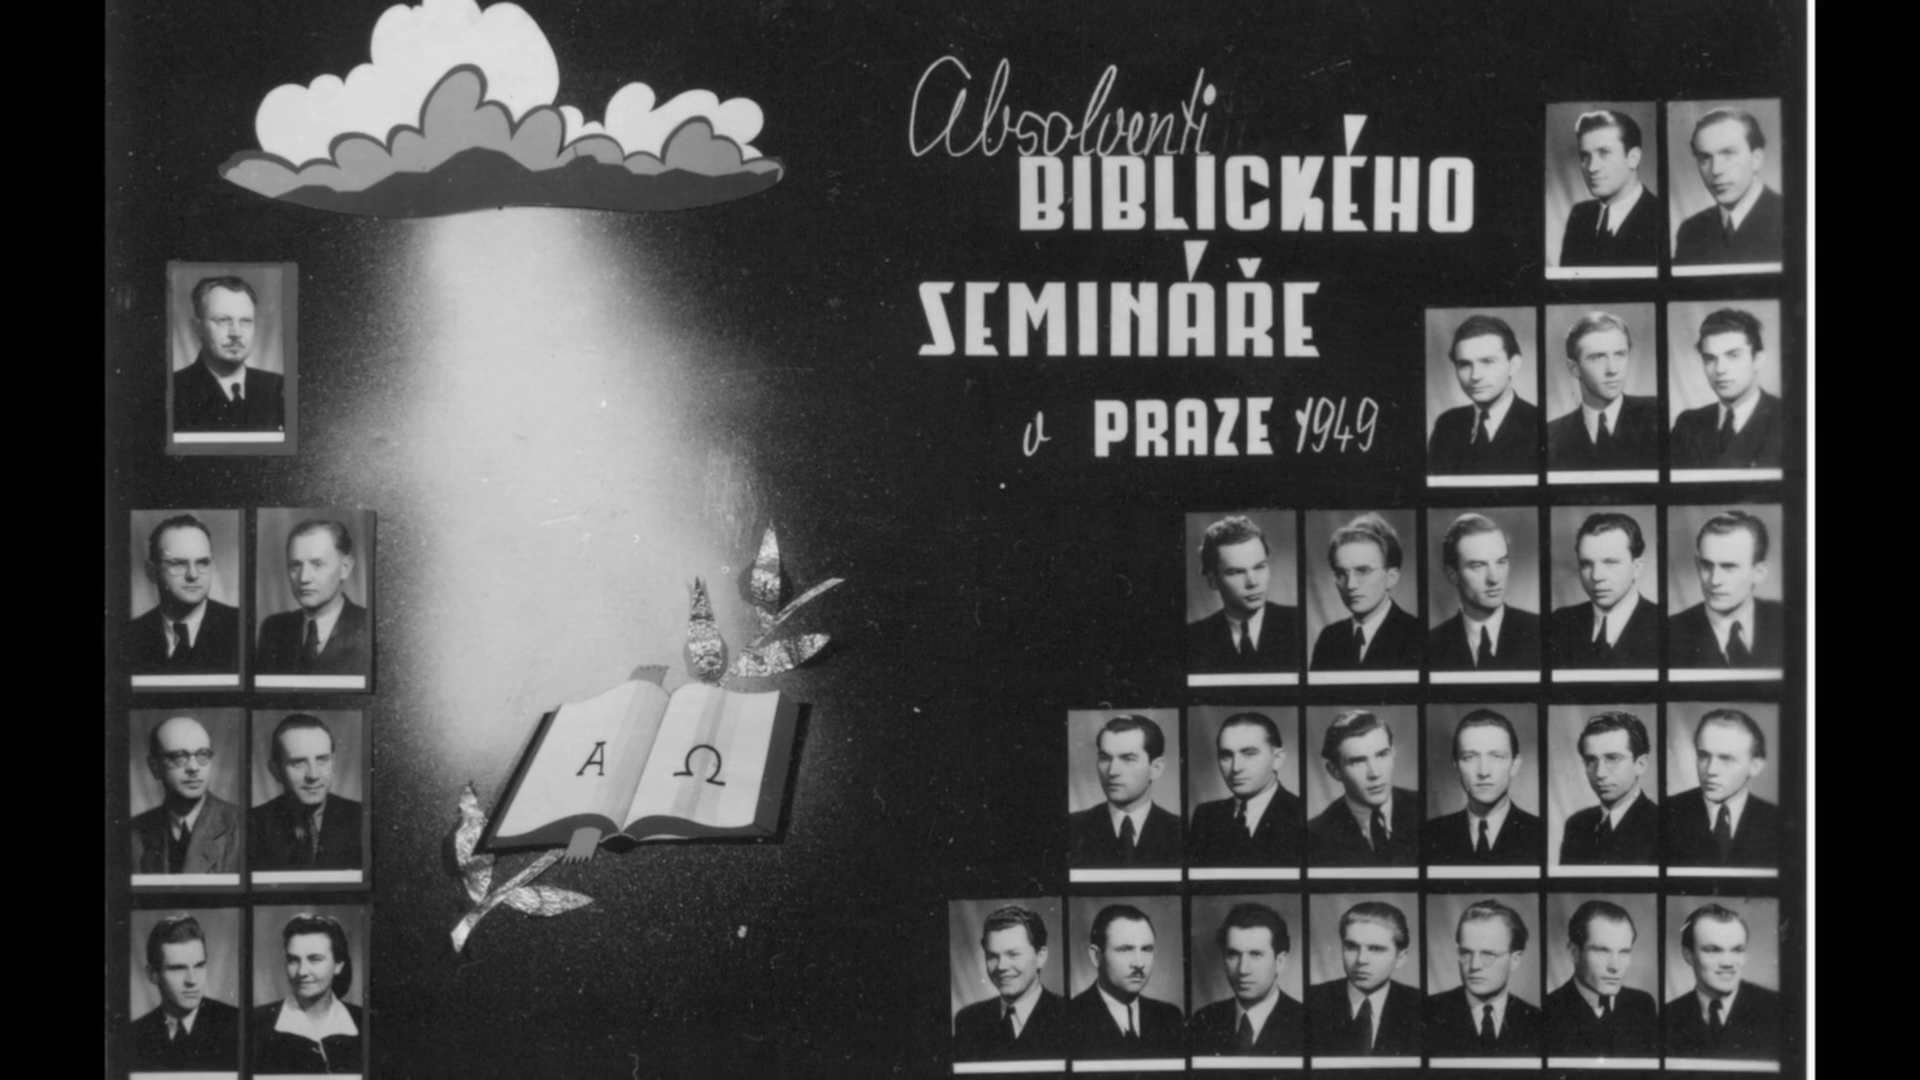 Absolventi
BIBLICKÉHO
SEMINÁŘE
v PRAZE 1949
A Ω